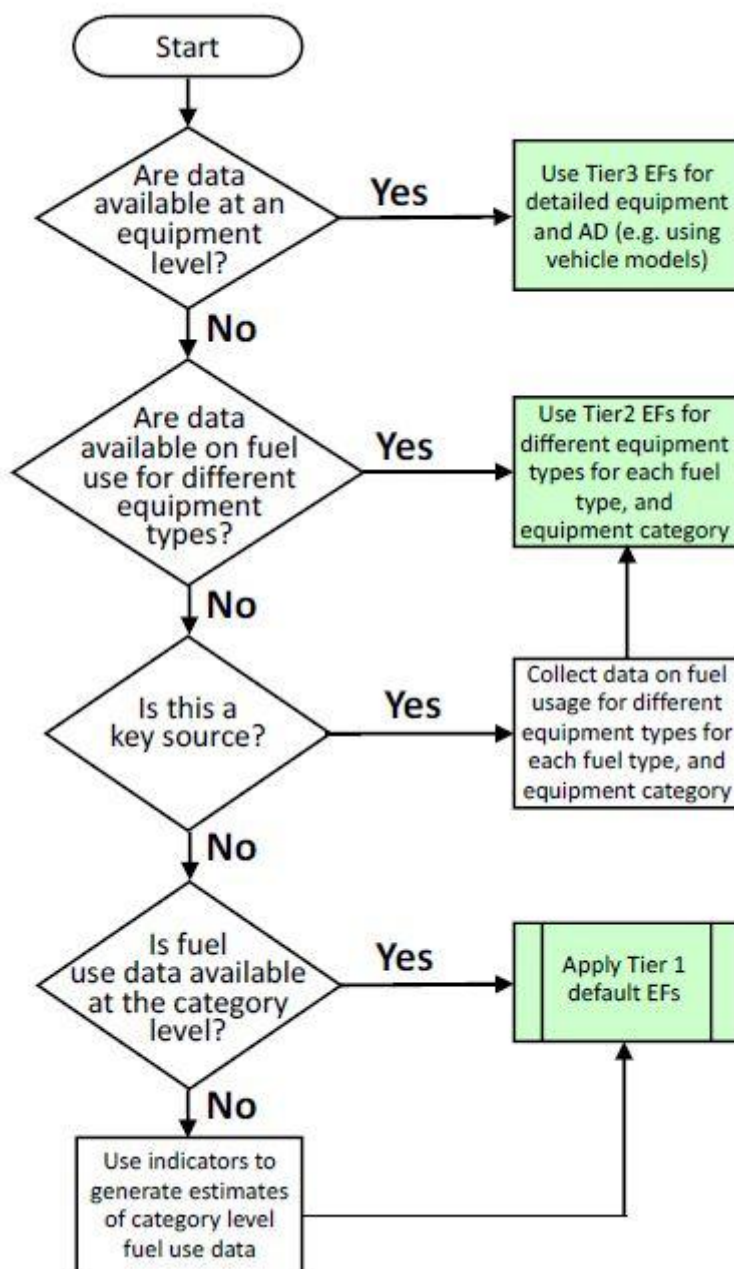 Start
Are data
available at an
equipment
level?
Yes
Use Tier3 EFs for
detailed equipment
and AD (e.g. using
vehicle models)
No
Are data
available on fuel
use for different
equipment
types?
Yes
Use Tier2 EFs for
different equipment
types for each fuel
type, and
equipment category
No
Is this a
key source?
Yes
Collect data on fuel
usage for different
equipment types for
each fuel type, and
equipment category
No
Is fuel
use data available
at the category
level?
Yes
Apply Tier 1
default EFs
No
Use indicators to
generate estimates
of category level
fuel use data